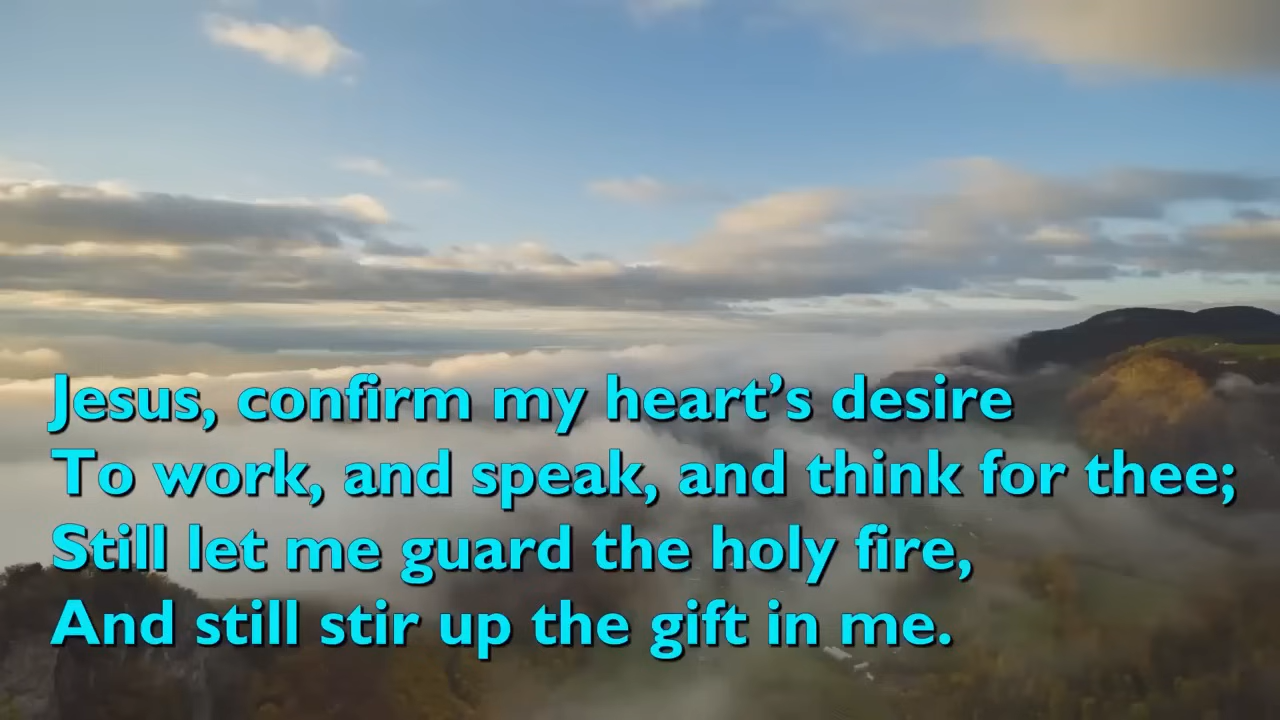 Jesus, confirm my heart’s desire
To work, and speak, and think for thee;
Still let me guard the holy fire,
And still stir up the gift in me.